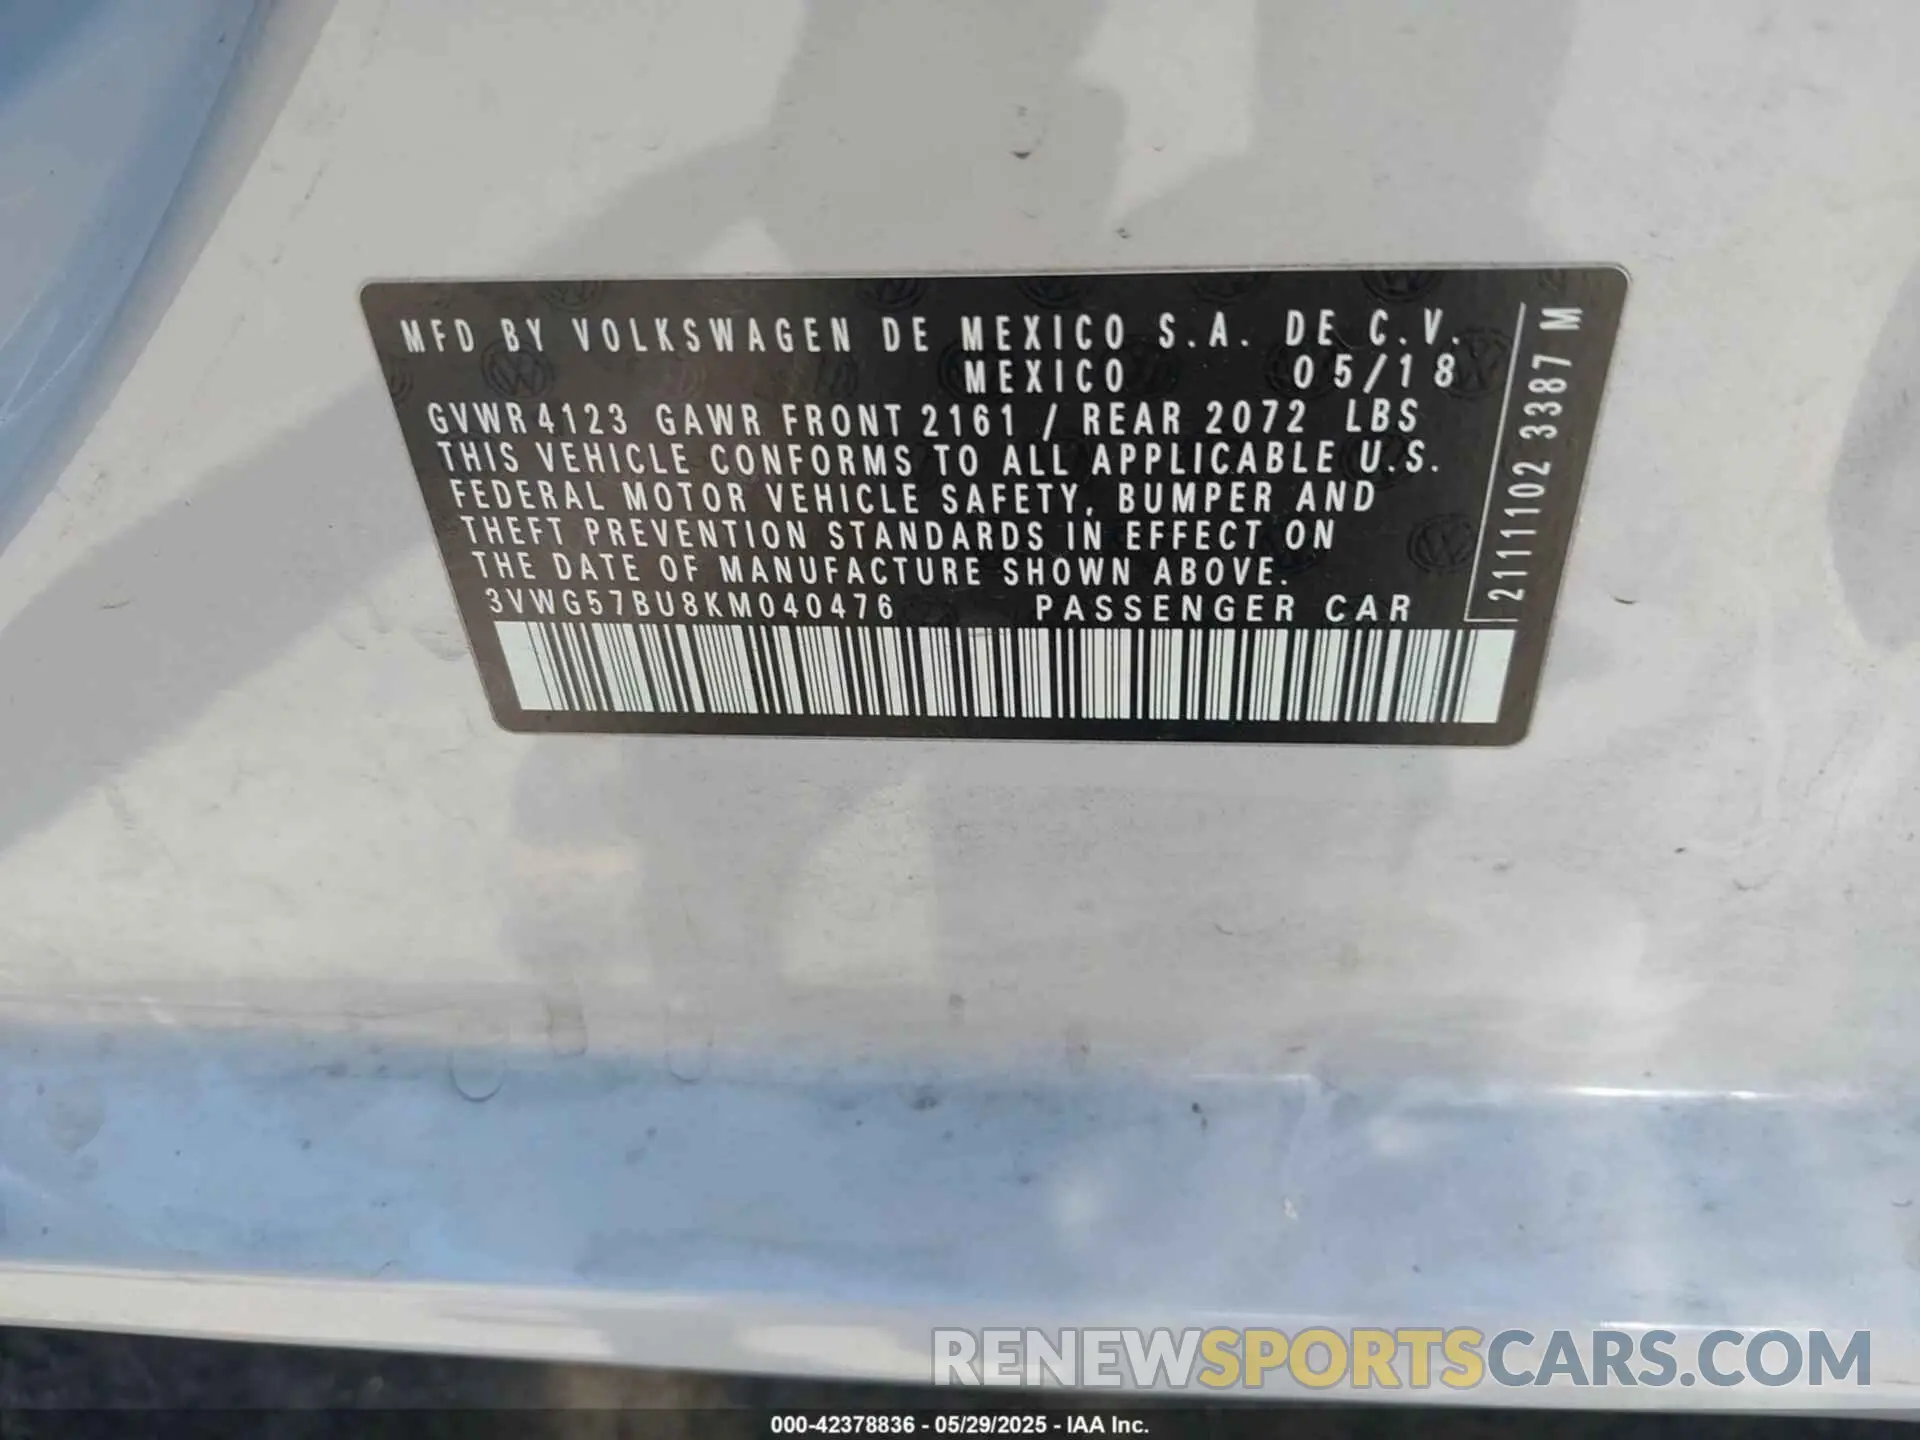 MFD BY VOLKSWAGEN DE MEXICO S.A. DE C.V.
MEXICO 05/18
GVWR 4123 GAWR FRONT 2161 / REAR 2072 LBS
THIS VEHICLE CONFORMS TO ALL APPLICABLE U.S.
FEDERAL MOTOR VEHICLE SAFETY, BUMPER AND
THEFT PREVENTION STANDARDS IN EFFECT ON
THE DATE OF MANUFACTURE SHOWN ABOVE.
3VWG57BU8KM040476 PASSENGER CAR
2111102 3387 M
RENEWSPORTSCARS.COM
000-42378836 - 05/29/2025 - IAA Inc.